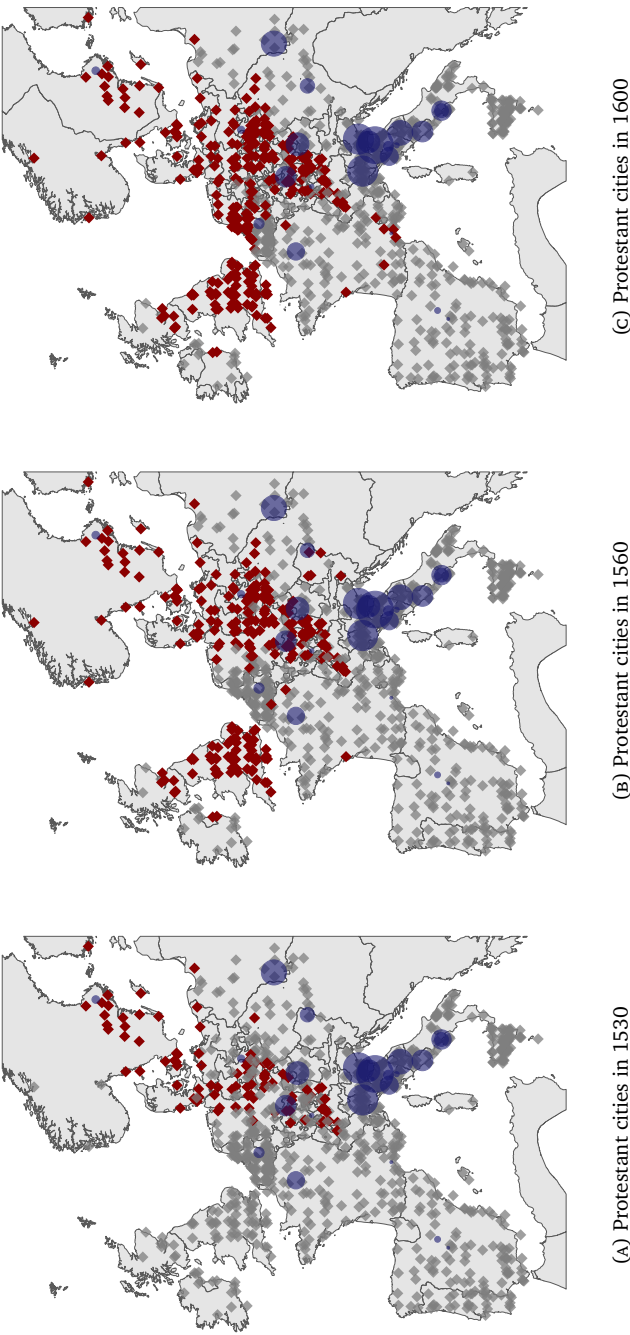 (A) Protestant cities in 1530
(B) Protestant cities in 1560
(C) Protestant cities in 1600